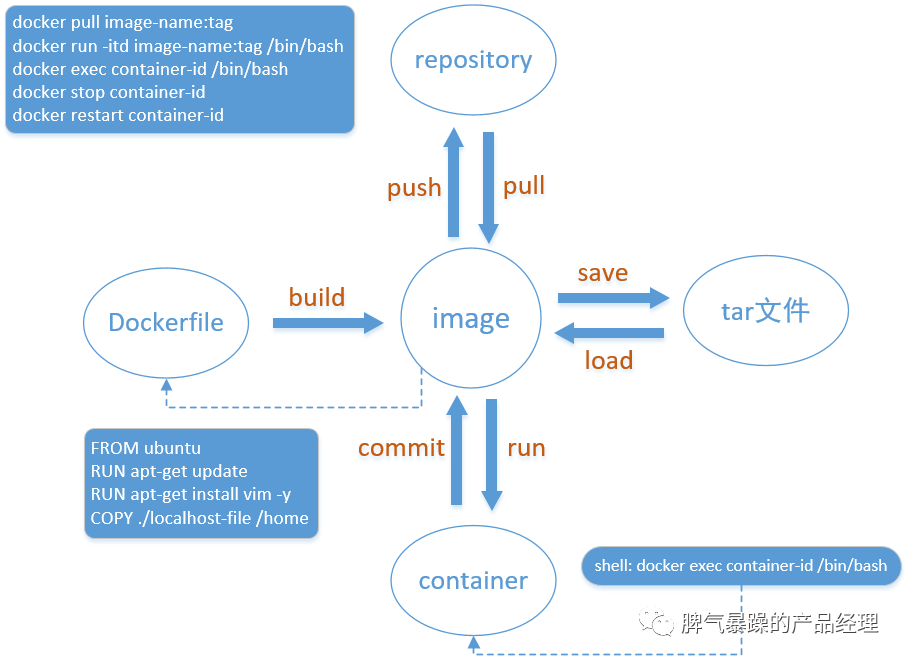 docker pull image-name:tag
docker run -itd image-name:tag /bin/bash
docker exec container-id /bin/bash
docker stop container-id
docker restart container-id
repository
push
pull
Dockerfile
build
image
save
load
tar文件
commit
run
FROM ubuntu
RUN apt-get update
RUN apt-get install vim -y
COPY ./localhost-file /home
container
shell: docker exec container-id /bin/bash
脾气暴躁的产品经理